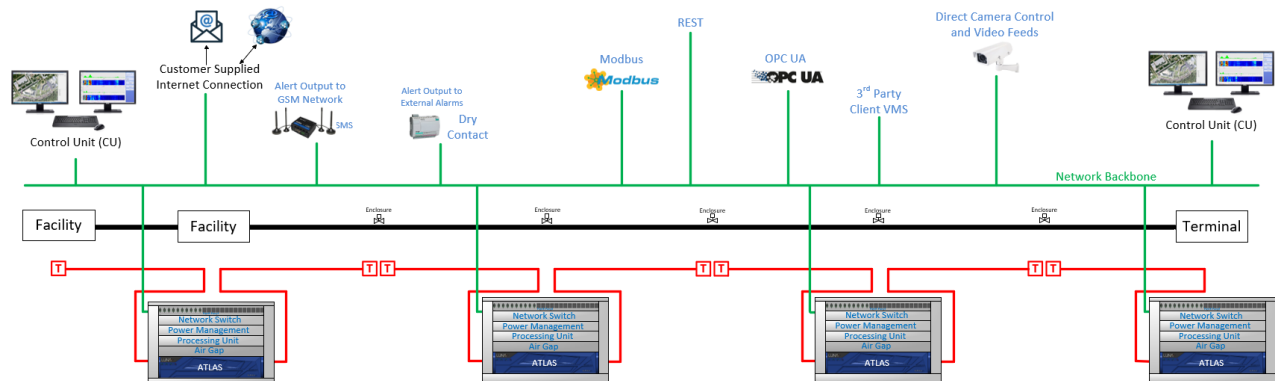 REST
Direct Camera Control
and Video Feeds
@
Customer Supplied
Internet Connection
Alert Output to
GSM Network
SMS
Alert Output to
External Alarms
Dry
Contact
Modbus
Modbus
OPC UA
OPC UA
3rd Party
Client VMS
Control Unit (CU)
Control Unit (CU)
Network Backbone
Facility
Facility
Enclosure
Enclosure
Enclosure
Enclosure
Enclosure
Terminal
T
T T
T T
T T
Network Switch
Power Management
Processing Unit
Air Gap
ATLAS
Network Switch
Power Management
Processing Unit
Air Gap
ATLAS
Network Switch
Power Management
Processing Unit
Air Gap
ATLAS
Network Switch
Power Management
Processing Unit
Air Gap
ATLAS